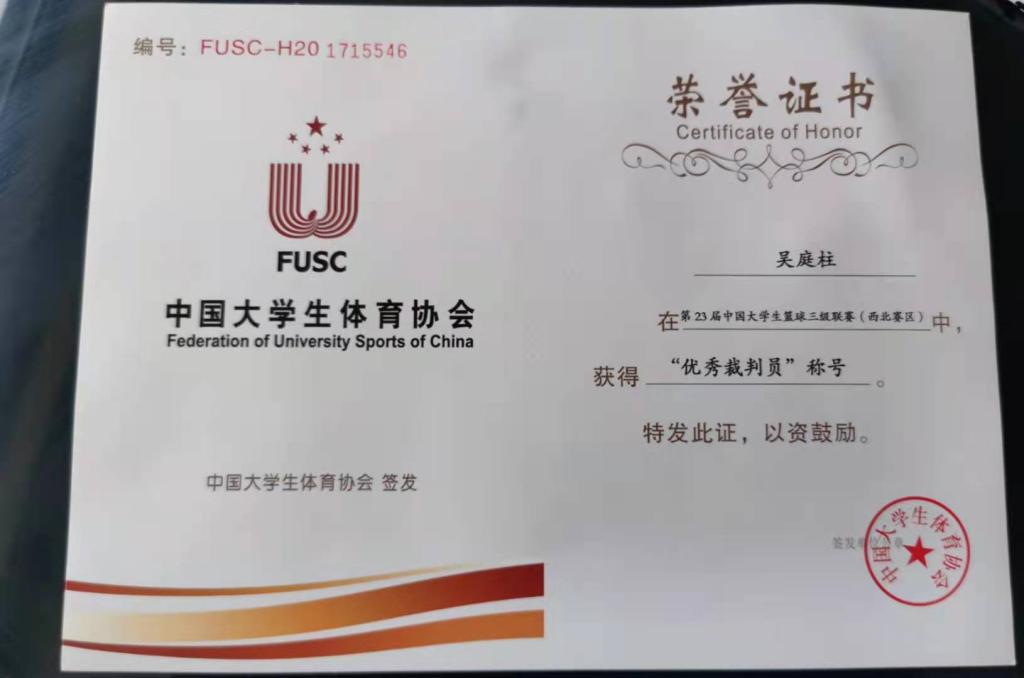 编号：FUSC-H20 1715546
FUSC
中国大学生体育协会
Federation of University Sports of China
中国大学生体育协会 签发
荣誉证书
Certificate of Honor
吴庭柱
在第23届中国大学生篮球三级联赛（西北赛区）中，
获得“优秀裁判员”称号。
特发此证，以资鼓励。
签发单位盖章
中国大学生体育协会